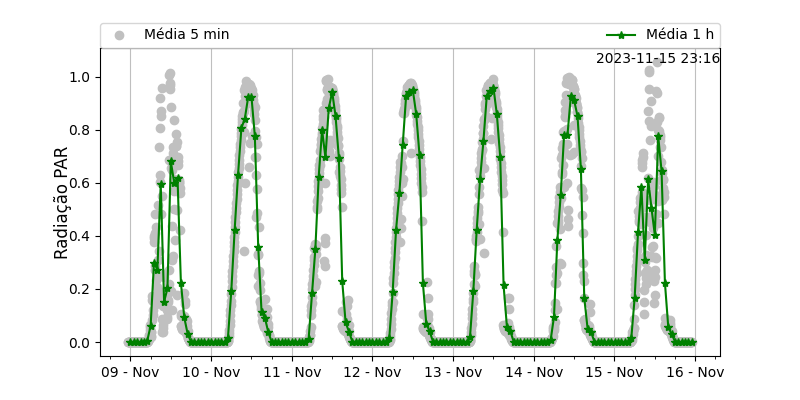 Média 5 min
Média 1 h
2023-11-15 23:16
Radiação PAR
1.0
0.8
0.6
0.4
0.2
0.0
09 - Nov
10 - Nov
11 - Nov
12 - Nov
13 - Nov
14 - Nov
15 - Nov
16 - Nov